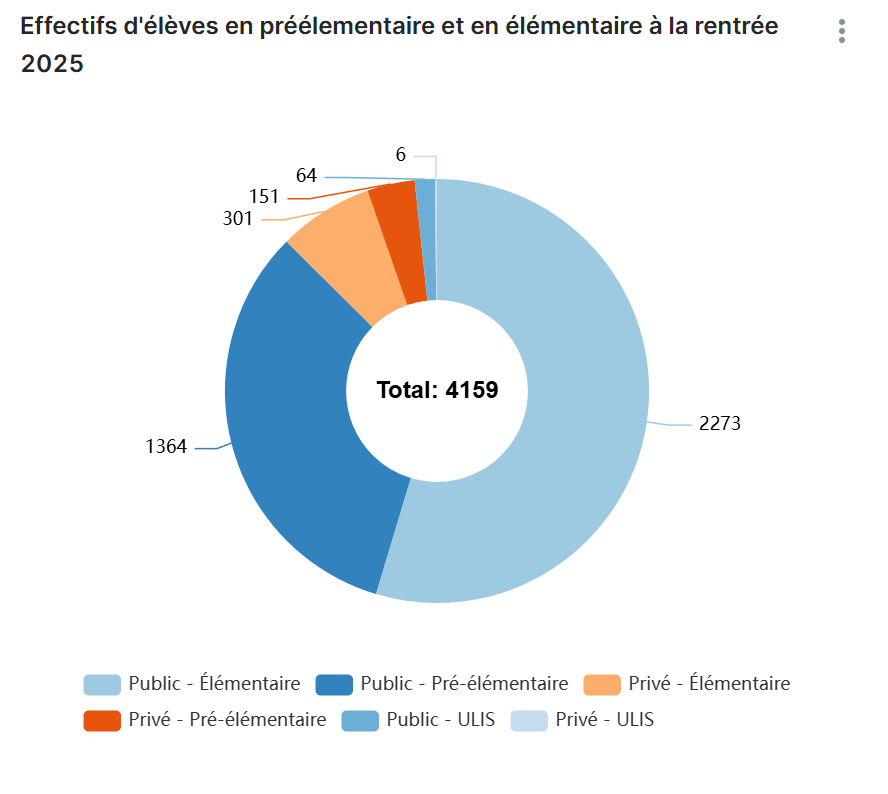 Effectifs d'élèves en préélementaire et en élémentaire à la rentrée
2025
6
64
151
301
Total: 4159
2273
1364
Public - Élémentaire Public - Pré-élémentaire Privé - Élémentaire
Privé - Pré-élémentaire Public - ULIS Privé - ULIS